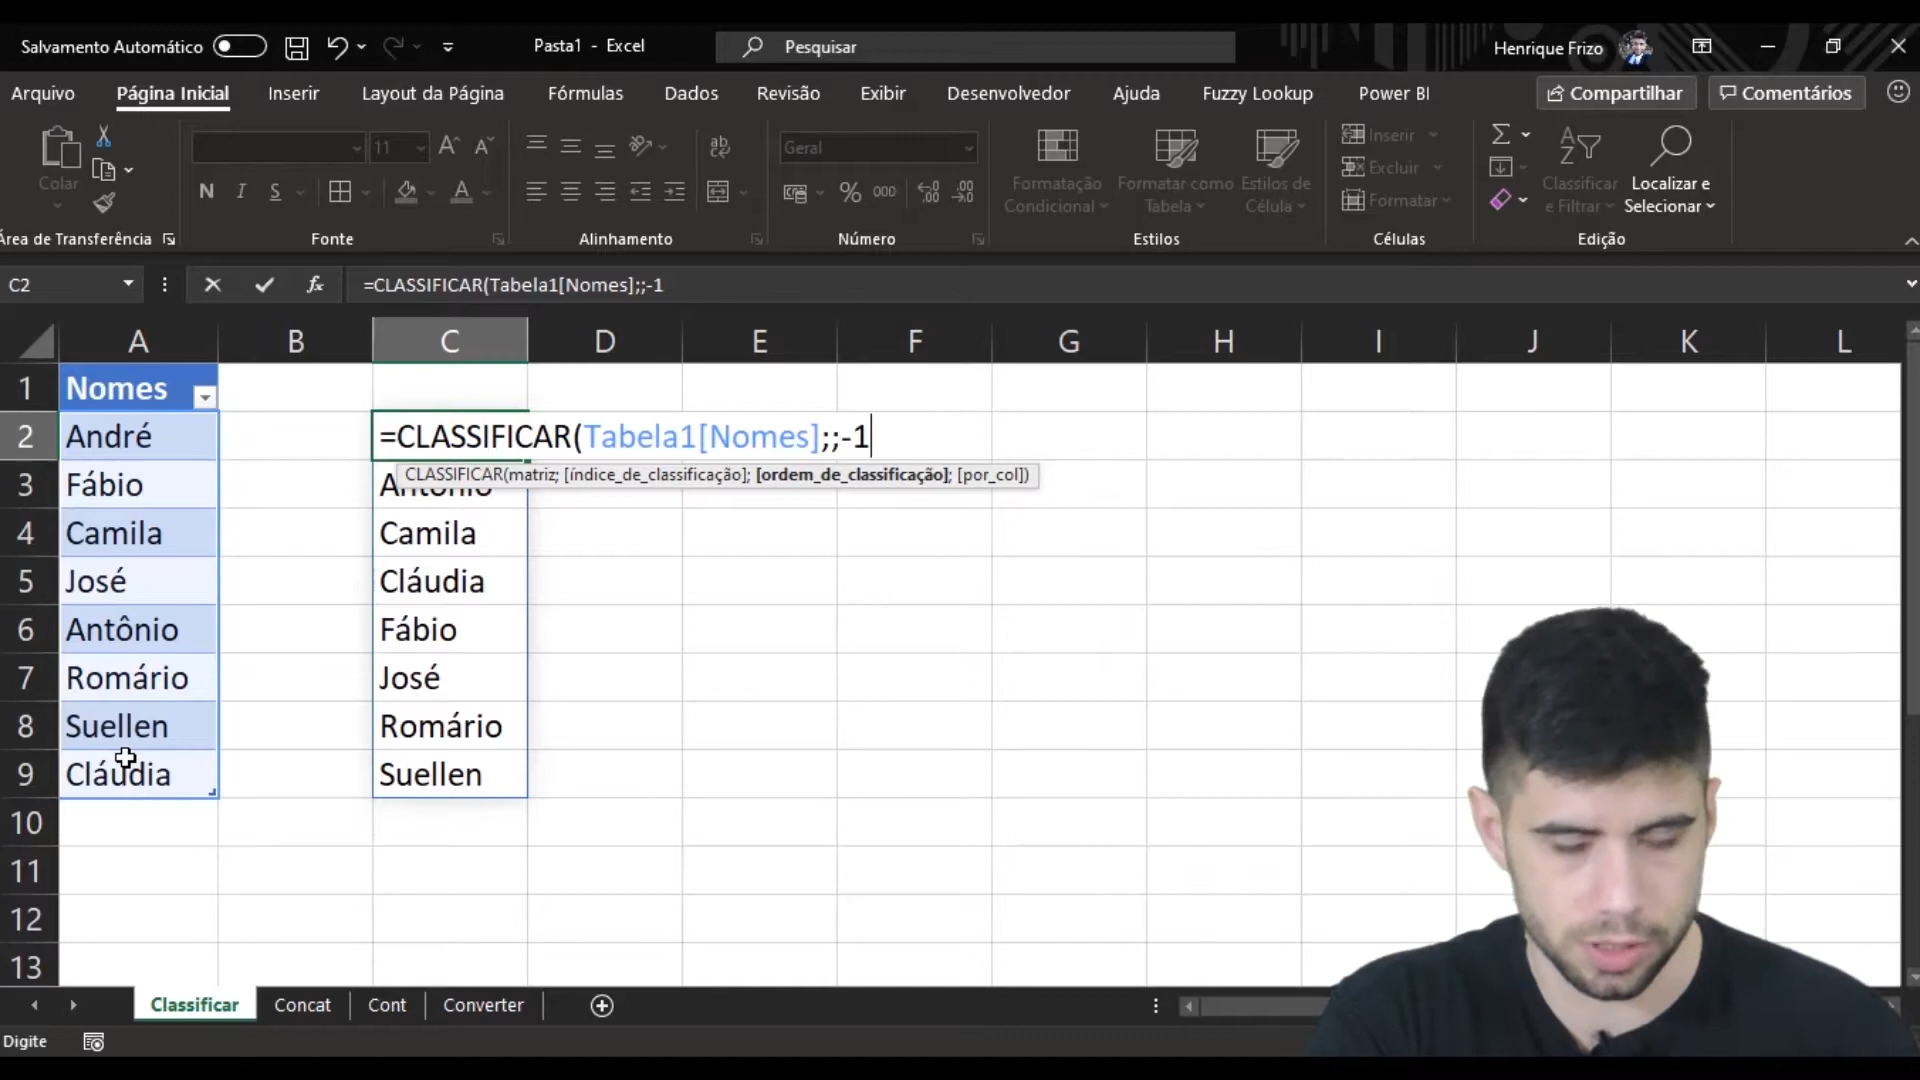 Salvamento Automático
Pasta1 - Excel
Pesquisar
Henrique Frizo
Arquivo
Página Inicial
Inserir
Layout da Página
Fórmulas
Dados
Revisão
Exibir
Desenvolvedor
Ajuda
Fuzzy Lookup
Power BI
Compartilhar
Comentários
Colar
Área de Transferência
11
N I S
Fonte
ab
Alinhamento
Geral
% 000
Número
Formatação Condicional
Formatar como Tabela
Estilos de Célula
Estilos
Inserir
Excluir
Formatar
Células
Classificar e Filtrar
Localizar e Selecionar
Edição
C2
fx
=CLASSIFICAR(Tabela1[Nomes];;-1
A B C D E F G H I J K L
1 Nomes
2 André =CLASSIFICAR(Tabela1[Nomes];;-1
CLASSIFICAR(matriz; [índice_de_classificação]; [ordem_de_classificação]; [por_col])
3 Fábio Antônio
4 Camila Camila
5 José Cláudia
6 Antônio Fábio
7 Romário José
8 Suellen Romário
9 Cláudia Suellen
10
11
12
13
Classificar
Concat
Cont
Converter
Digite